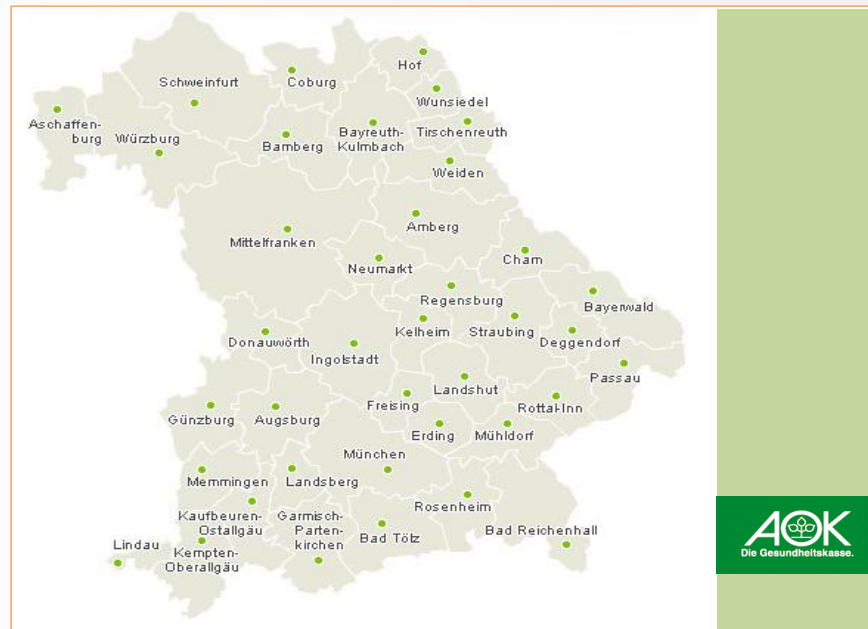 Hof
Schweinfurt
Coburg
Wunsiedel
Aschaffen-
burg
Würzburg
Bamberg
Bayreuth-
Kulmbach
Tirschenreuth
Weiden
Amberg
Mittelfranken
Cham
Neumarkt
Regensburg
Bayerwald
Donauwörth
Kelheim
Straubing
Deggendorf
Ingolstadt
Passau
Landshut
Günzburg
Augsburg
Freising
Rottal-Inn
Erding
Mühldorf
München
Memmingen
Landsberg
Rosenheim
Kaufbeuren-
Ostallgäu
Garmisch-
Parten-
kirchen
Bad Tölz
Bad Reichenhall
Lindau
Kempten-
Oberallgäu
AOK
Die Gesundheitskasse.